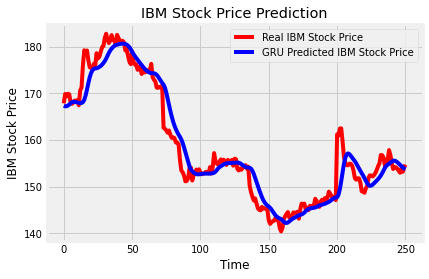 IBM Stock Price Prediction
Real IBM Stock Price
GRU Predicted IBM Stock Price
IBM Stock Price
180
170
160
150
140
0 50 100 150 200 250
Time